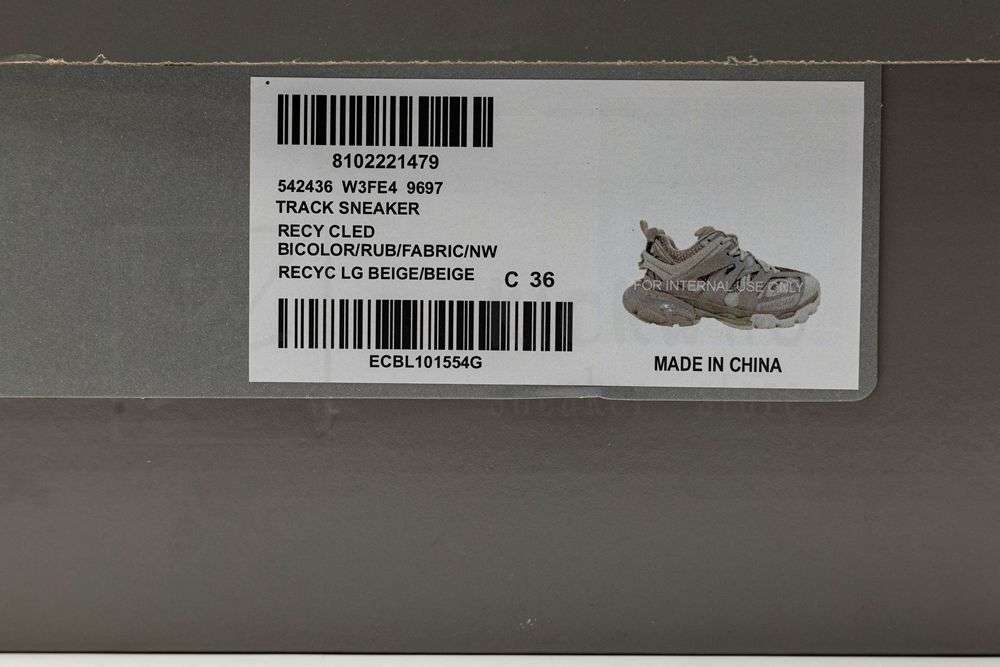 8102221479
542436 W3FE4 9697
TRACK SNEAKER
RECY CLED
BICOLOR/RUB/FABRIC/NW
RECYC LG BEIGE/BEIGE C 36
ECBL101554G
FOR INTERNAL USE ONLY
MADE IN CHINA